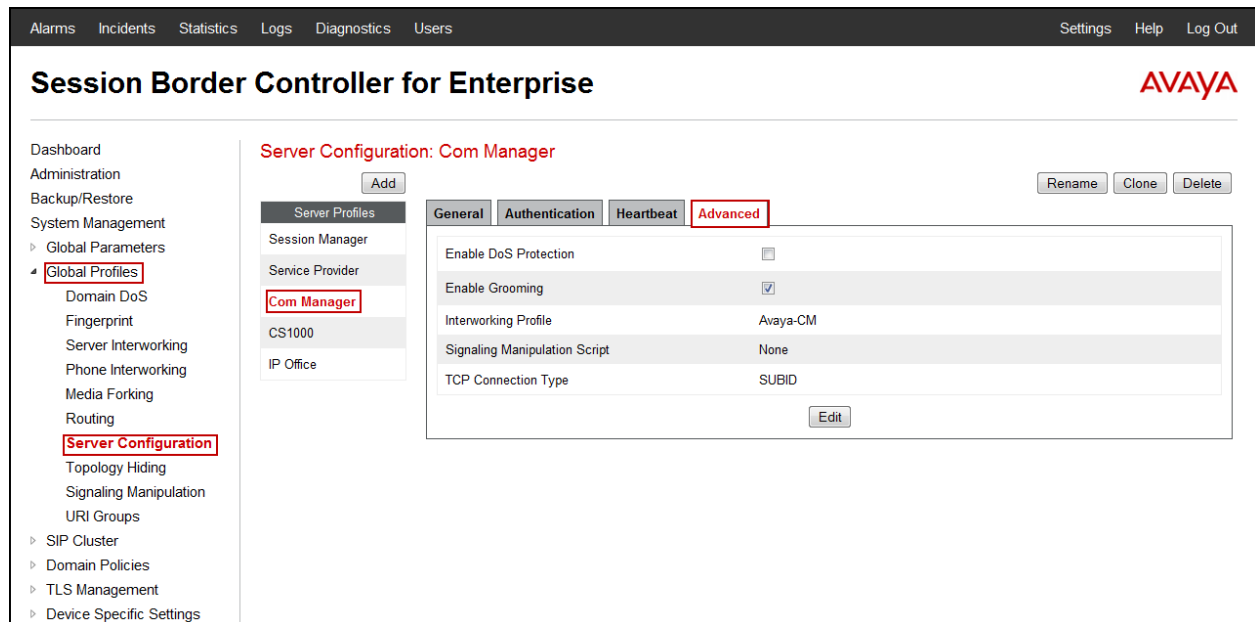 Alarms Incidents Statistics Logs Diagnostics Users Settings Help Log Out
Session Border Controller for Enterprise
AVAYA
Dashboard
Administration
Backup/Restore
System Management
Global Parameters
Global Profiles
Domain DoS
Fingerprint
Server Interworking
Phone Interworking
Media Forking
Routing
Server Configuration
Topology Hiding
Signaling Manipulation
URI Groups
SIP Cluster
Domain Policies
TLS Management
Device Specific Settings
Server Configuration: Com Manager
Add
Rename Clone Delete
Server Profiles
Session Manager
Service Provider
Com Manager
CS1000
IP Office
General Authentication Heartbeat Advanced
Enable DoS Protection
Enable Grooming
Interworking Profile Avaya-CM
Signaling Manipulation Script None
TCP Connection Type SUBID
Edit